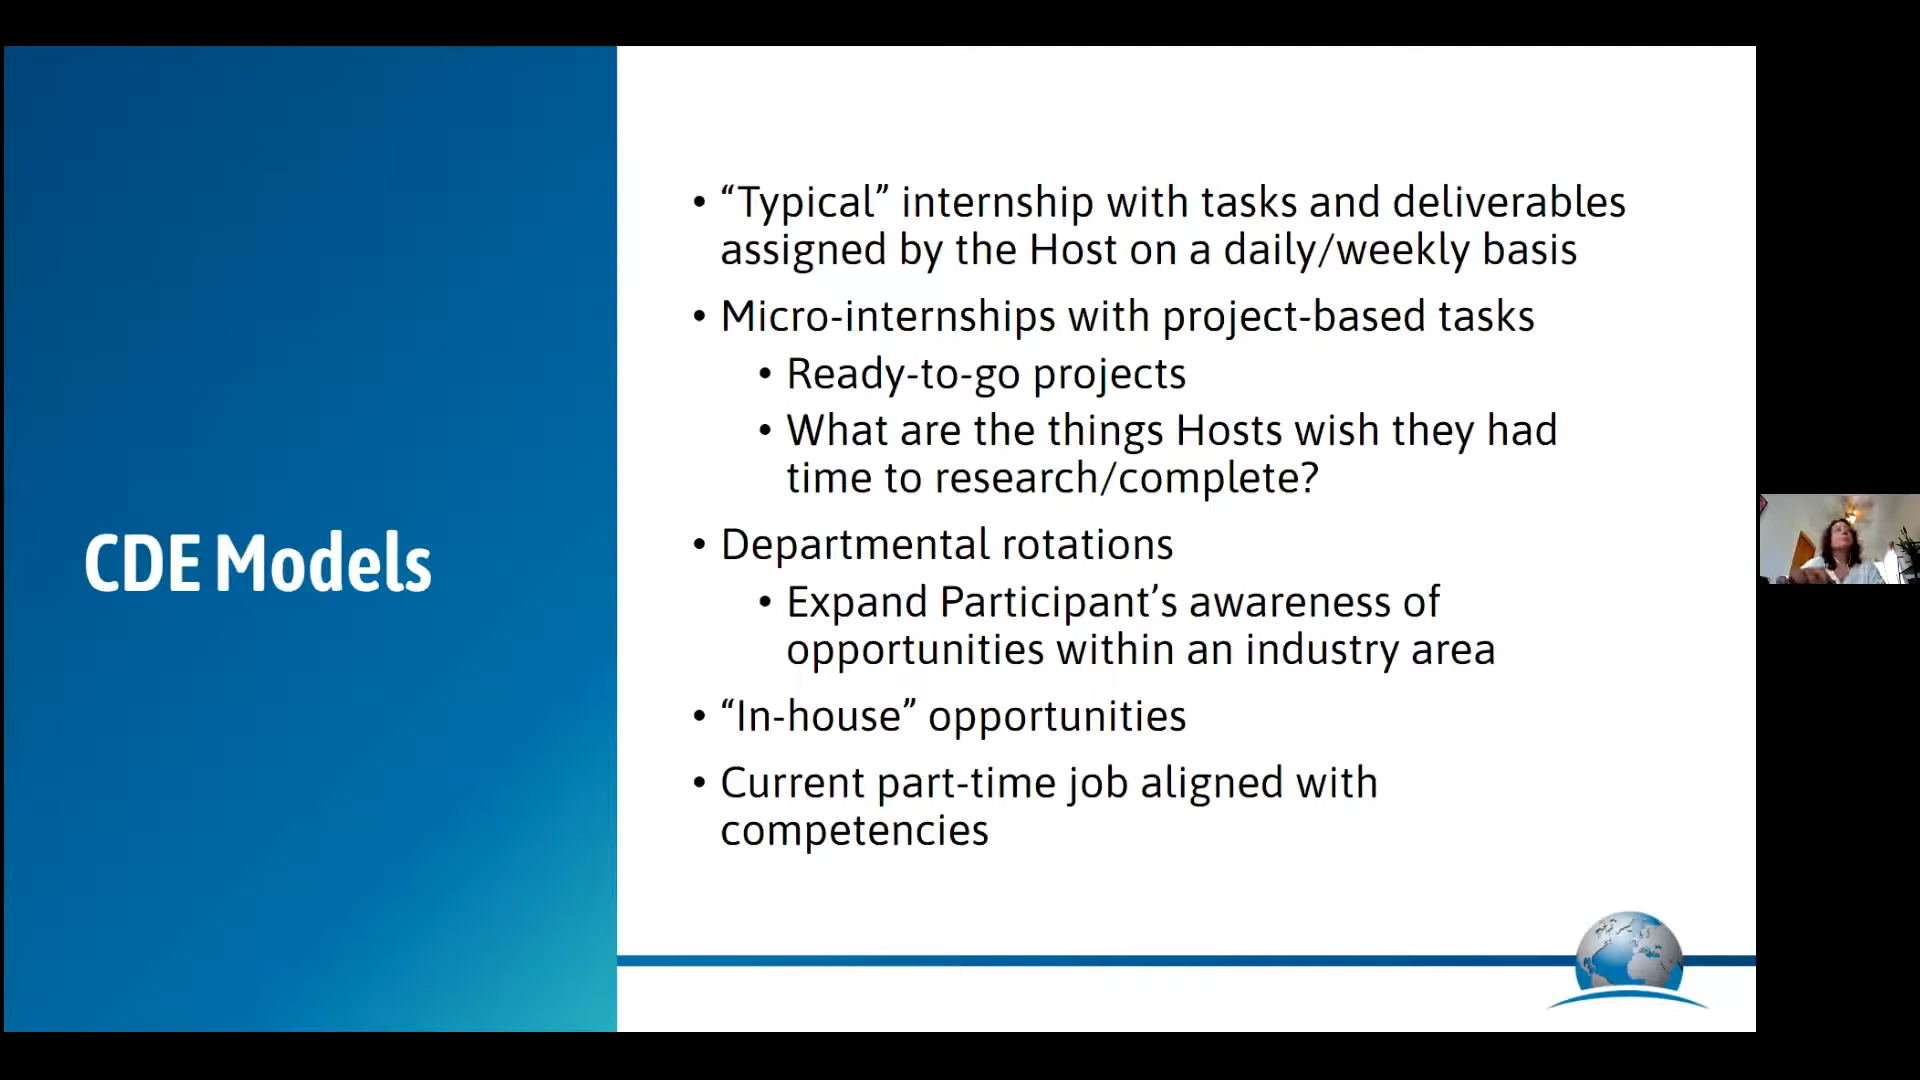 CDE Models
• “Typical” internship with tasks and deliverables
assigned by the Host on a daily/weekly basis
• Micro-internships with project-based tasks
• Ready-to-go projects
• What are the things Hosts wish they had
time to research/complete?
• Departmental rotations
• Expand Participant’s awareness of
opportunities within an industry area
• “In-house” opportunities
• Current part-time job aligned with
competencies